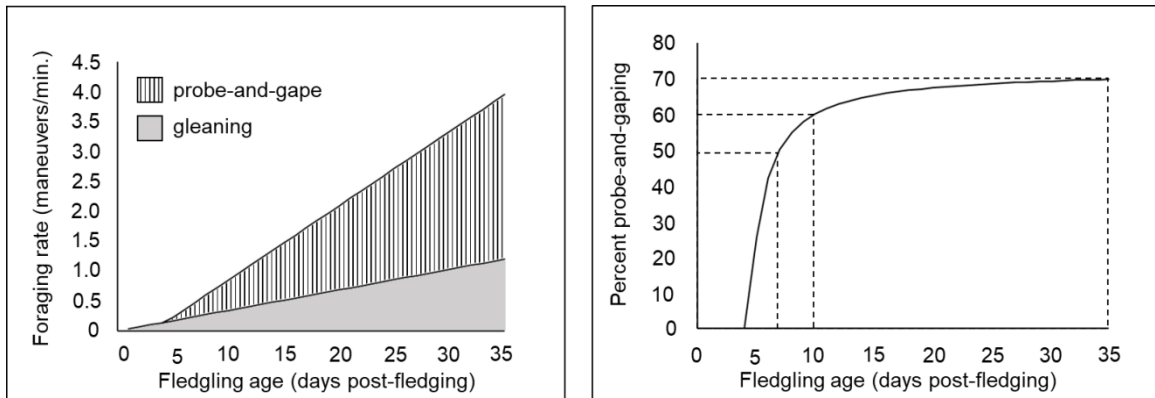 Foraging rate (maneuvers/min.)
4.5
4.0
3.5
3.0
2.5
2.0
1.5
1.0
0.5
0
probe-and-gape
gleaning
0 5 10 15 20 25 30 35
Fledgling age (days post-fledging)
Percent probe-and-gaping
80
70
60
50
40
30
20
10
0
0 5 10 15 20 25 30 35
Fledgling age (days post-fledging)